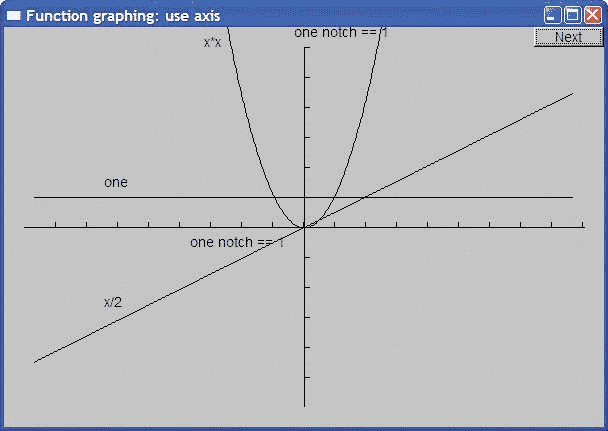 Function graphing: use axis
one notch == 1
Next
x*x
one
one notch == 1
x/2